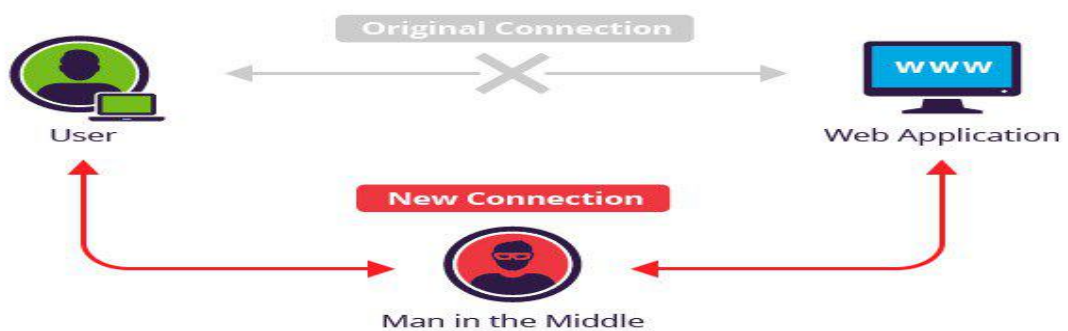 Original Connection
www
User
Web Application
New Connection
Man in the Middle